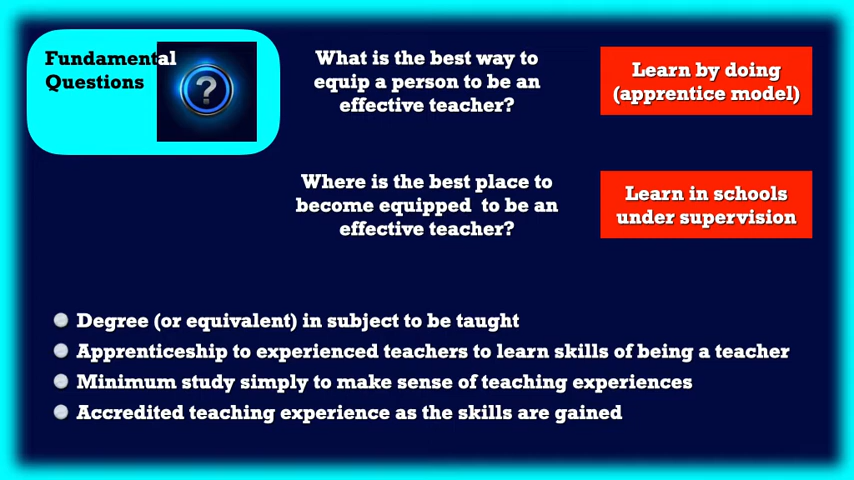 Fundamental
Questions
What is the best way to
equip a person to be an
effective teacher?
Learn by doing
(apprentice model)
Where is the best place to
become equipped to be an
effective teacher?
Learn in schools
under supervision
Degree (or equivalent) in subject to be taught
Apprenticeship to experienced teachers to learn skills of being a teacher
Minimum study simply to make sense of teaching experiences
Accredited teaching experience as the skills are gained